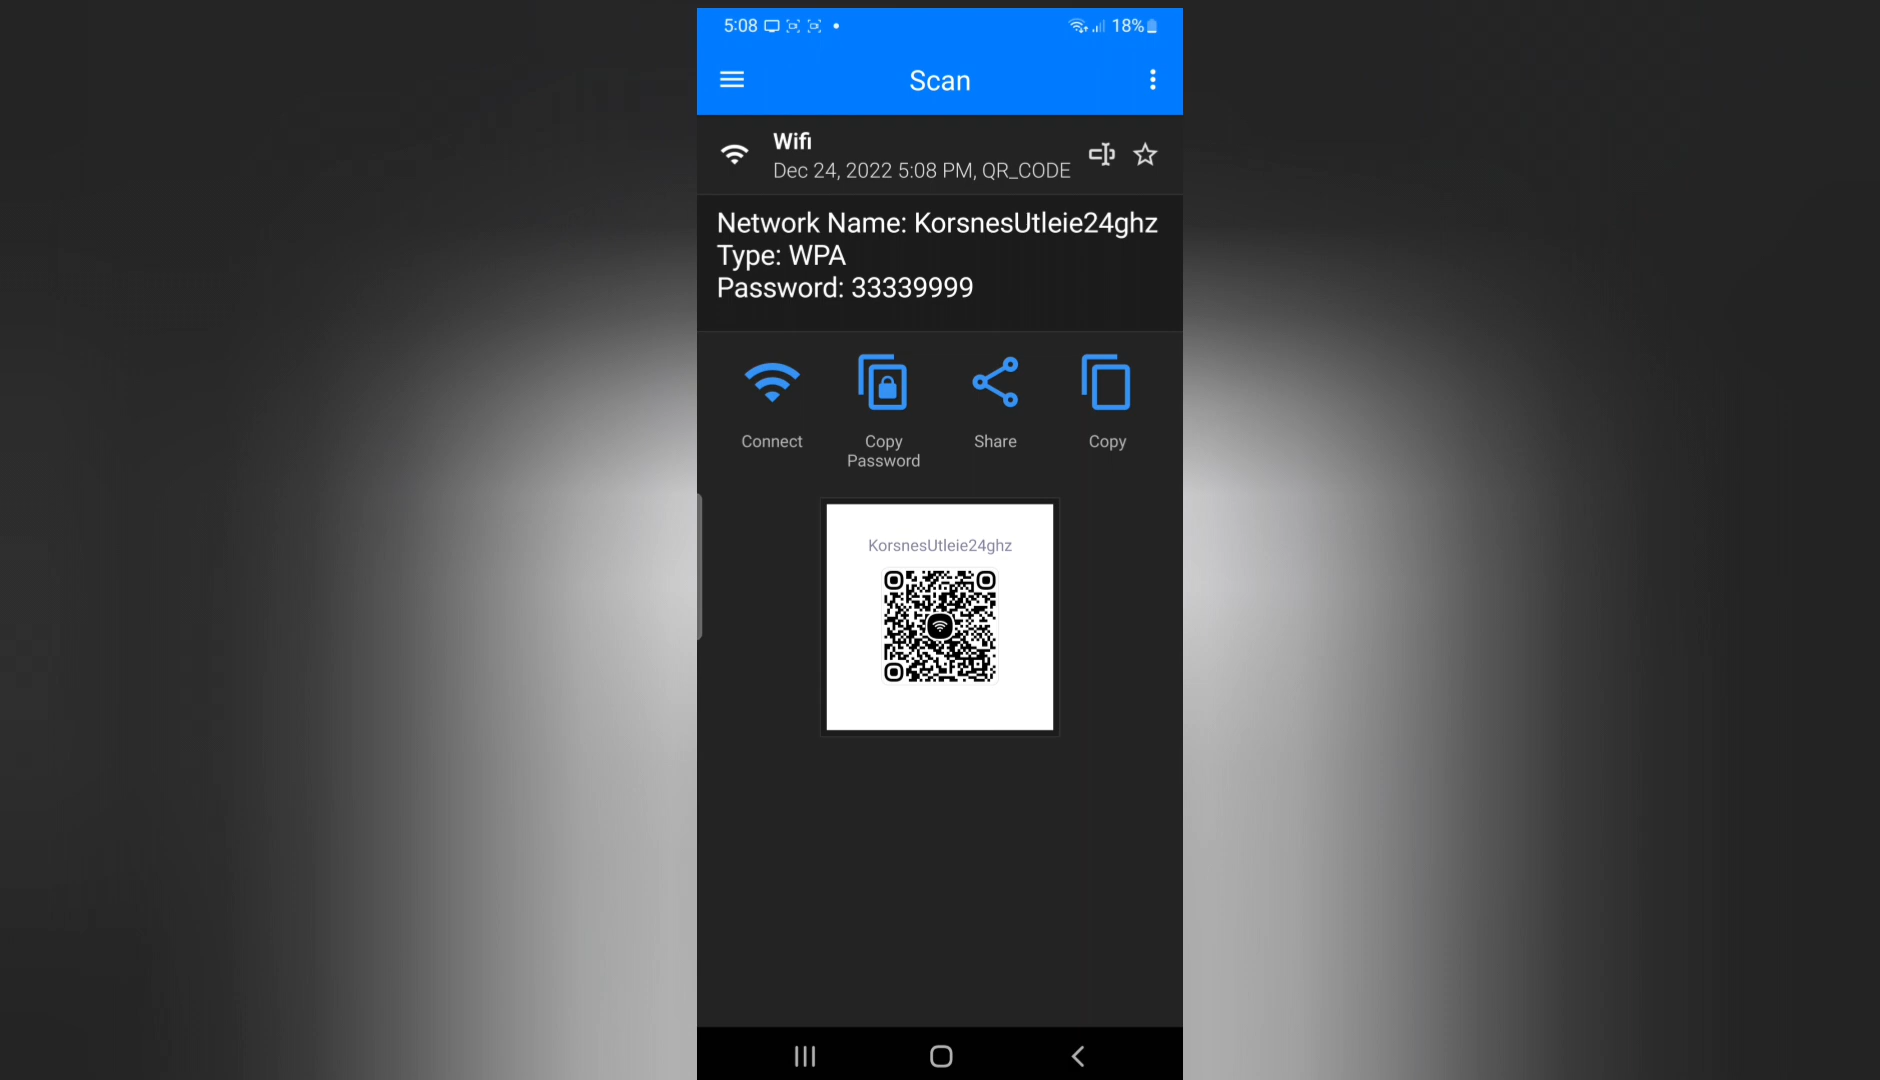 5:08 18%
Scan
Wifi
Dec 24, 2022 5:08 PM, QR_CODE
Network Name: KorsnesUtleie24ghz
Type: WPA
Password: 33339999
Connect
Copy
Password
Share
Copy
KorsnesUtleie24ghz